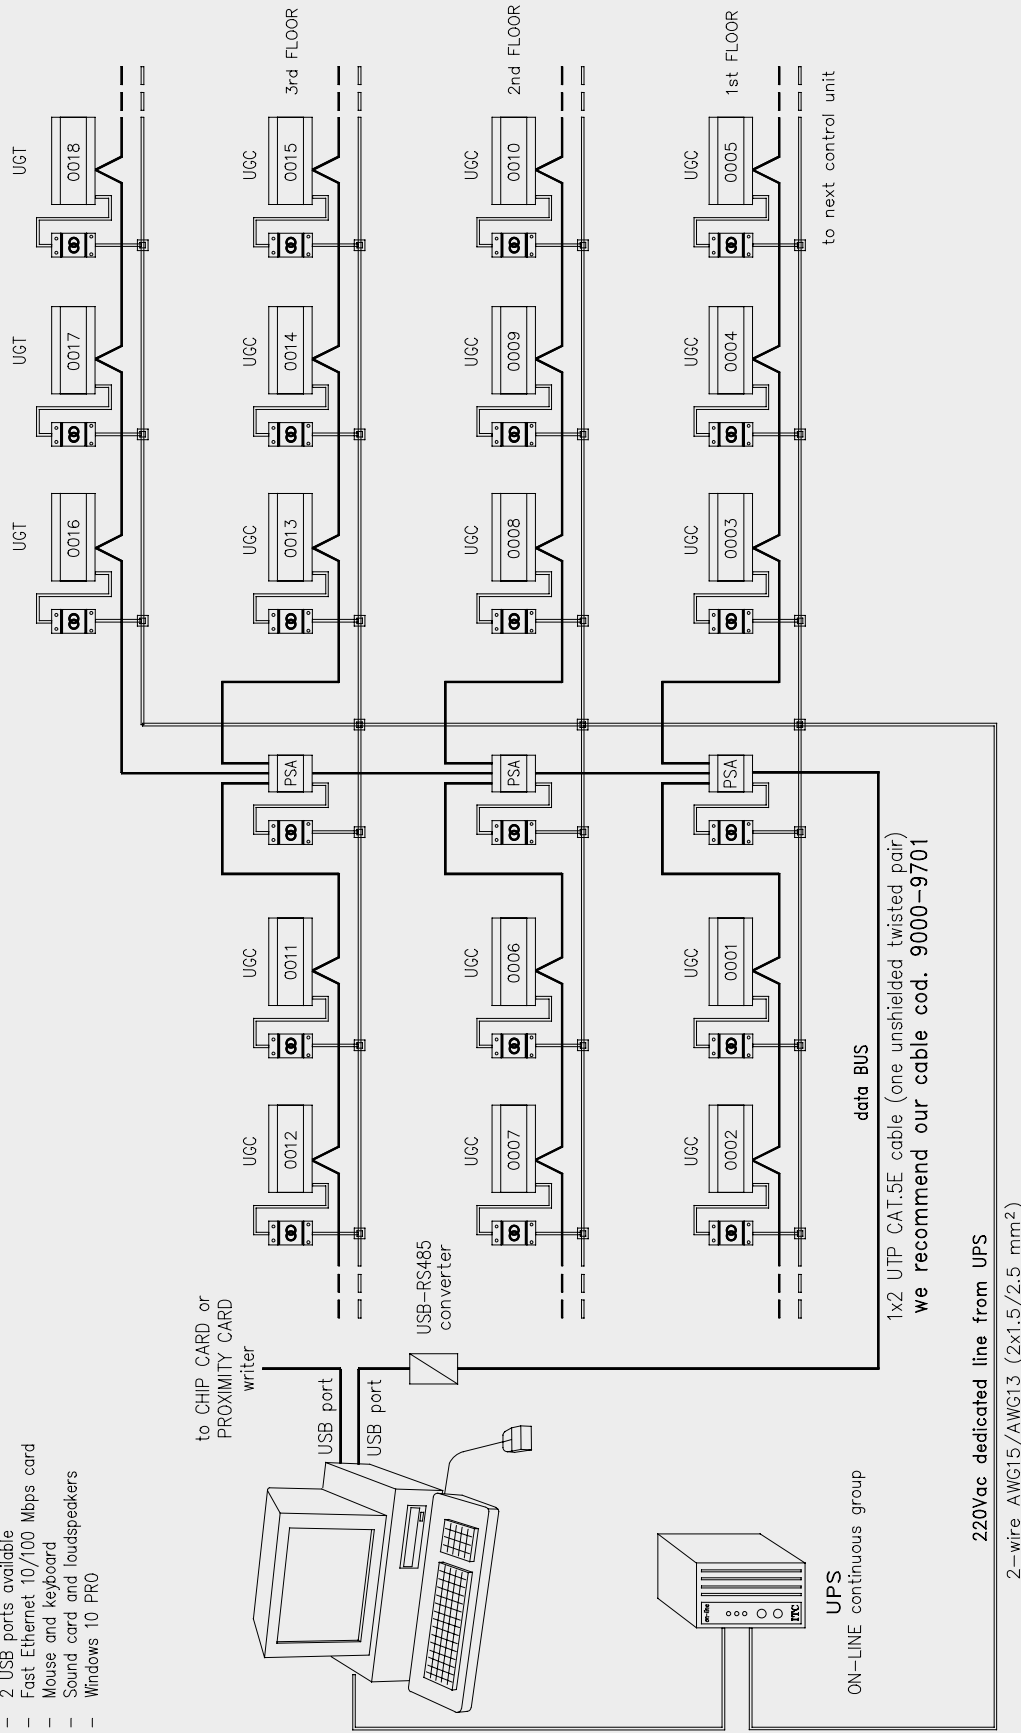 - 2 USB ports available
- Fast Ethernet 10/100 Mbps card
- Mouse and keyboard
- Sound card and loudspeakers
- Windows 10 PRO
UGT
UGT
UGT
0016
0017
0018
3rd FLOOR
UGC
UGC
UGC
UGC
UGC
0012
0011
PSA
0013
0014
0015
2nd FLOOR
UGC
UGC
UGC
UGC
UGC
0007
0006
PSA
0008
0009
0010
1st FLOOR
UGC
UGC
UGC
UGC
UGC
0002
0001
PSA
0003
0004
0005
to next control unit
to CHIP CARD or
PROXIMITY CARD
writer
USB port
USB port
USB-RS485
converter
data BUS
1x2 UTP CAT.5E cable (one unshielded twisted pair)
we recommend our cable cod. 9000-9701
on-line
ITC
UPS
ON-LINE continuous group
220Vac dedicated line from UPS
2-wire AWG15/AWG13 (2x1.5/2.5 mm²)